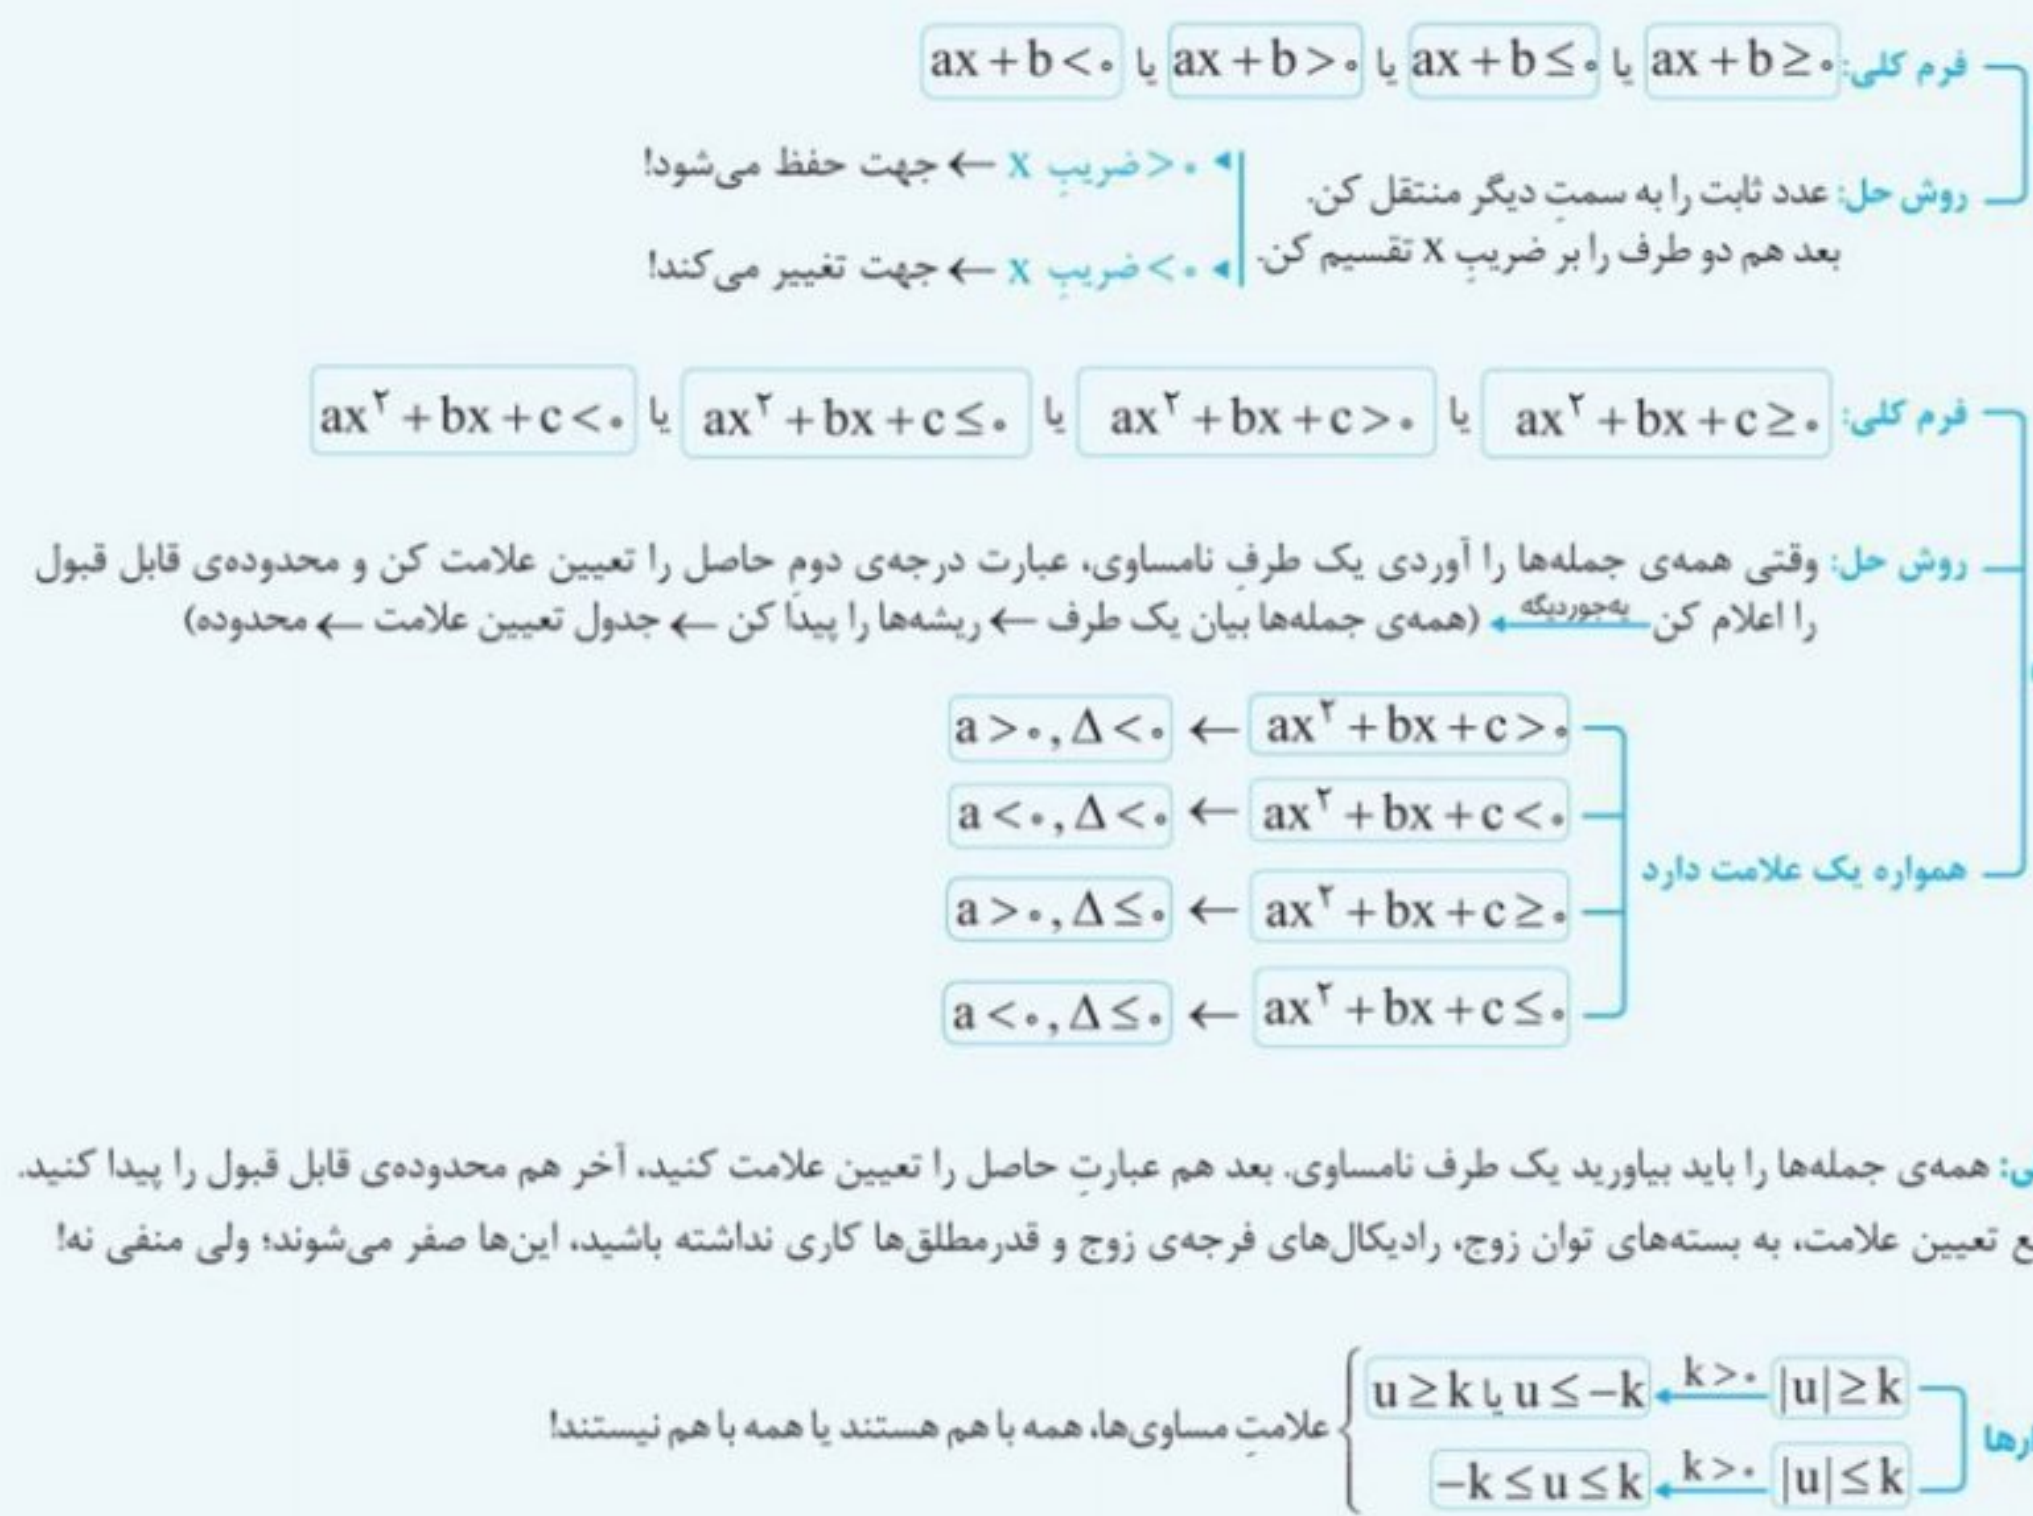 فرم کلی: ax + b ≥ ۰ یا ax + b ≤ ۰ یا ax + b > ۰ یا ax + b < ۰
روش حل: عدد ثابت را به سمتِ دیگر منتقل کن.
بعد هم دو طرف را بر ضریبِ x تقسیم کن.
۰ < ضریبِ x ← جهت حفظ می‌شود!
۰ > ضریبِ x ← جهت تغییر می‌کند!
فرم کلی: ax۲ + bx + c ≥ ۰ یا ax۲ + bx + c > ۰ یا ax۲ + bx + c ≤ ۰ یا ax۲ + bx + c < ۰
روش حل: وقتی همه‌ی جمله‌ها را آوردی یک طرفِ نامساوی، عبارت درجه‌ی دومِ حاصل را تعیین علامت کن و محدوده‌ی قابل قبول
را اعلام کن یه‌جوردیگه ← (همه‌ی جمله‌ها بیان یک طرف ← ریشه‌ها را پیدا کن ← جدول تعیین علامت ← محدوده)
همواره یک علامت دارد
ax۲ + bx + c > ۰ ← a > ۰, Δ < ۰
ax۲ + bx + c < ۰ ← a < ۰, Δ < ۰
ax۲ + bx + c ≥ ۰ ← a > ۰, Δ ≤ ۰
ax۲ + bx + c ≤ ۰ ← a < ۰, Δ ≤ ۰
همه‌ی جمله‌ها را باید بیاورید یک طرف نامساوی. بعد هم عبارتِ حاصل را تعیین علامت کنید، آخر هم محدوده‌ی قابل قبول را پیدا کنید.
تعیین علامت، به بسته‌های توان زوج، رادیکال‌های فرجه‌ی زوج و قدرمطلق‌ها کاری نداشته باشید، این‌ها صفر می‌شوند؛ ولی منفی نه!
|u| ≥ k k > ۰ ← u ≥ k یا u ≤ −k
|u| ≤ k k > ۰ ← −k ≤ u ≤ k
علامتِ مساوی‌ها، همه با هم هستند یا همه با هم نیستند!